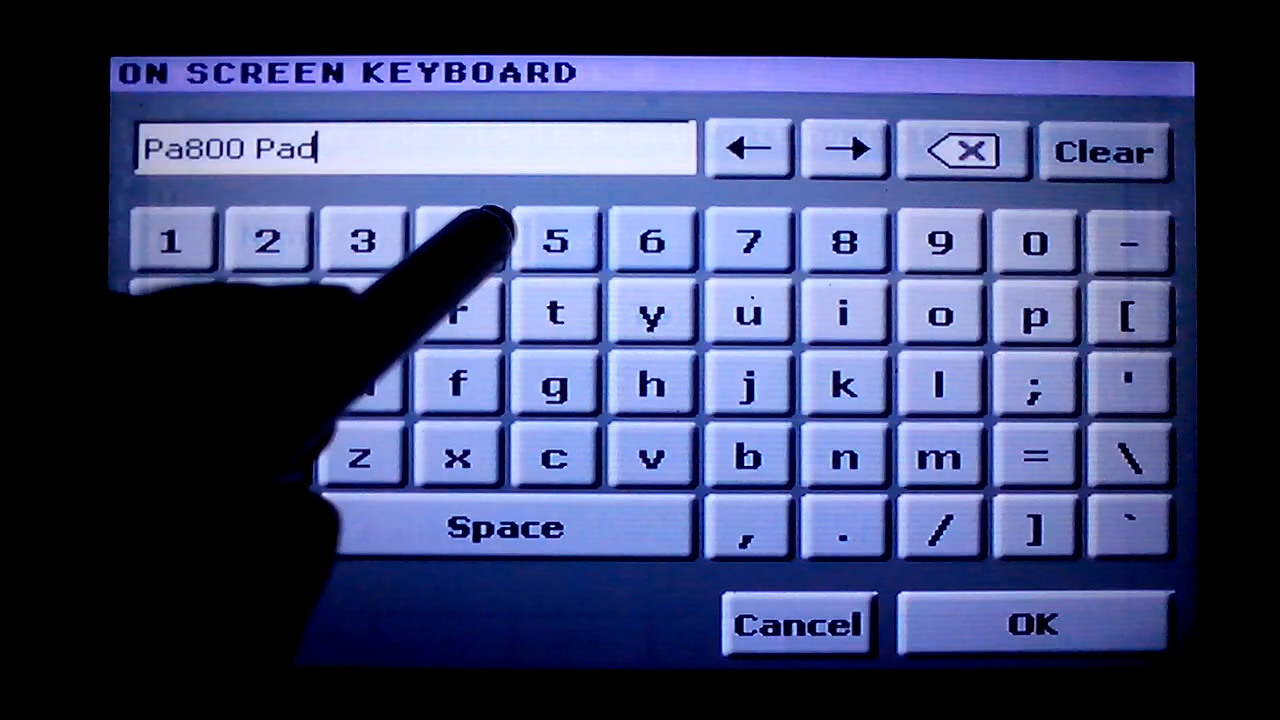 ON SCREEN KEYBOARD
Pa800 Pad ← → Clear
1 2 3 5 6 7 8 9 0 -
r t y u i o p [
f g h j k l ; '
z x c v b n m = \
Space , . / ] `
Cancel OK